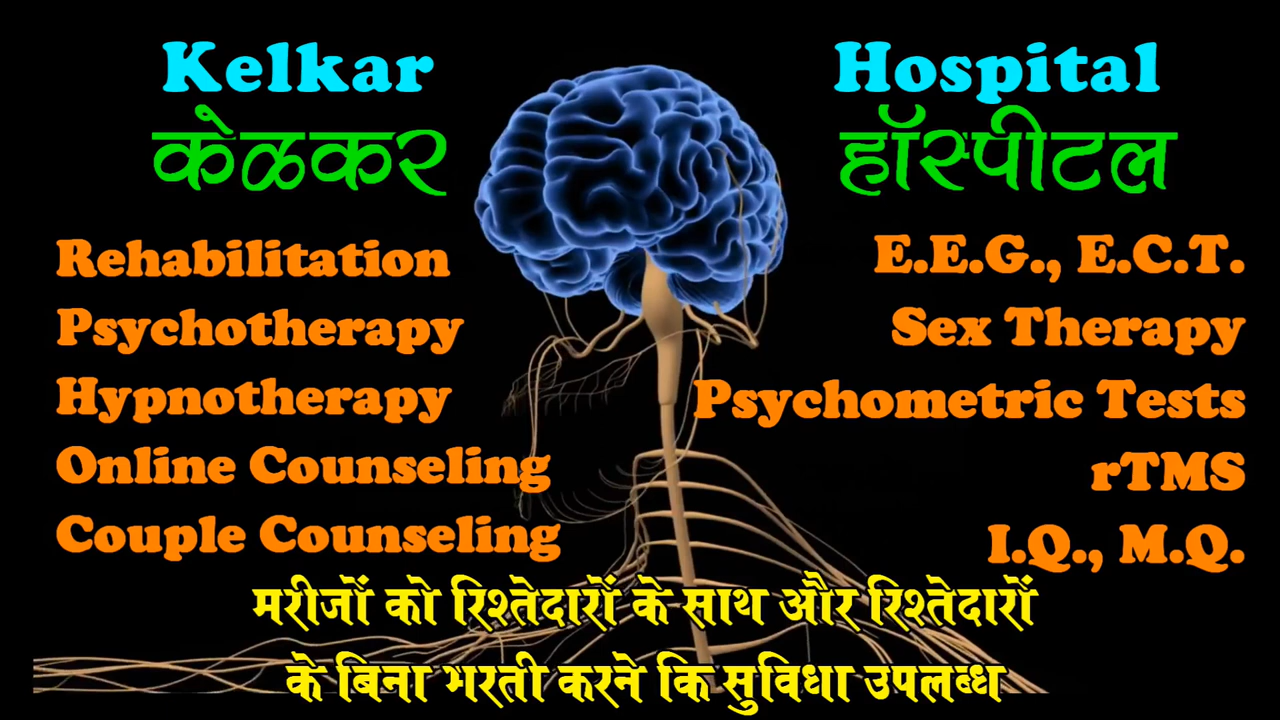 Kelkar Hospital
केळकर हॉस्पीटल
Rehabilitation
Psychotherapy
Hypnotherapy
Online Counseling
Couple Counseling
E.E.G., E.C.T.
Sex Therapy
Psychometric Tests
rTMS
I.Q., M.Q.
मरीजों को रिश्तेदारों के साथ और रिश्तेदारों
के बिना भरती करने कि सुविधा उपलब्ध